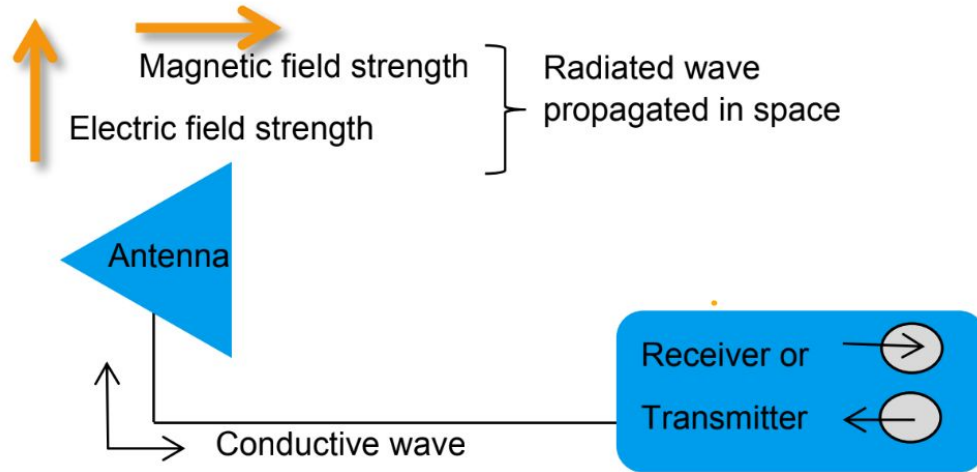 Magnetic field strength
Electric field strength
Radiated wave
propagated in space
Antenna
Receiver or
Transmitter
Conductive wave